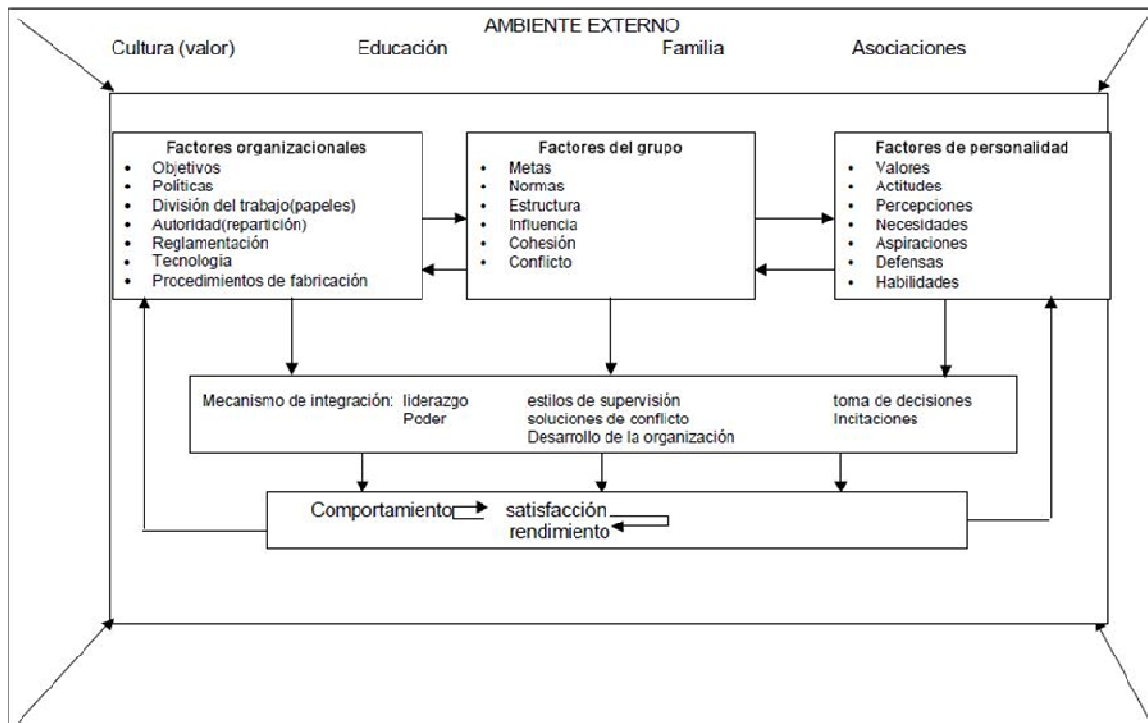 AMBIENTE EXTERNO
Cultura (valor) Educación Familia Asociaciones
Factores organizacionales
• Objetivos
• Políticas
• División del trabajo(papeles)
• Autoridad(repartición)
• Reglamentación
• Tecnología
• Procedimientos de fabricación
Factores del grupo
• Metas
• Normas
• Estructura
• Influencia
• Cohesión
• Conflicto
Factores de personalidad
• Valores
• Actitudes
• Percepciones
• Necesidades
• Aspiraciones
• Defensas
• Habilidades
Mecanismo de integración: liderazgo estilos de supervisión toma de decisiones
Poder soluciones de conflicto Incitaciones
Desarrollo de la organización
Comportamiento satisfacción
rendimiento